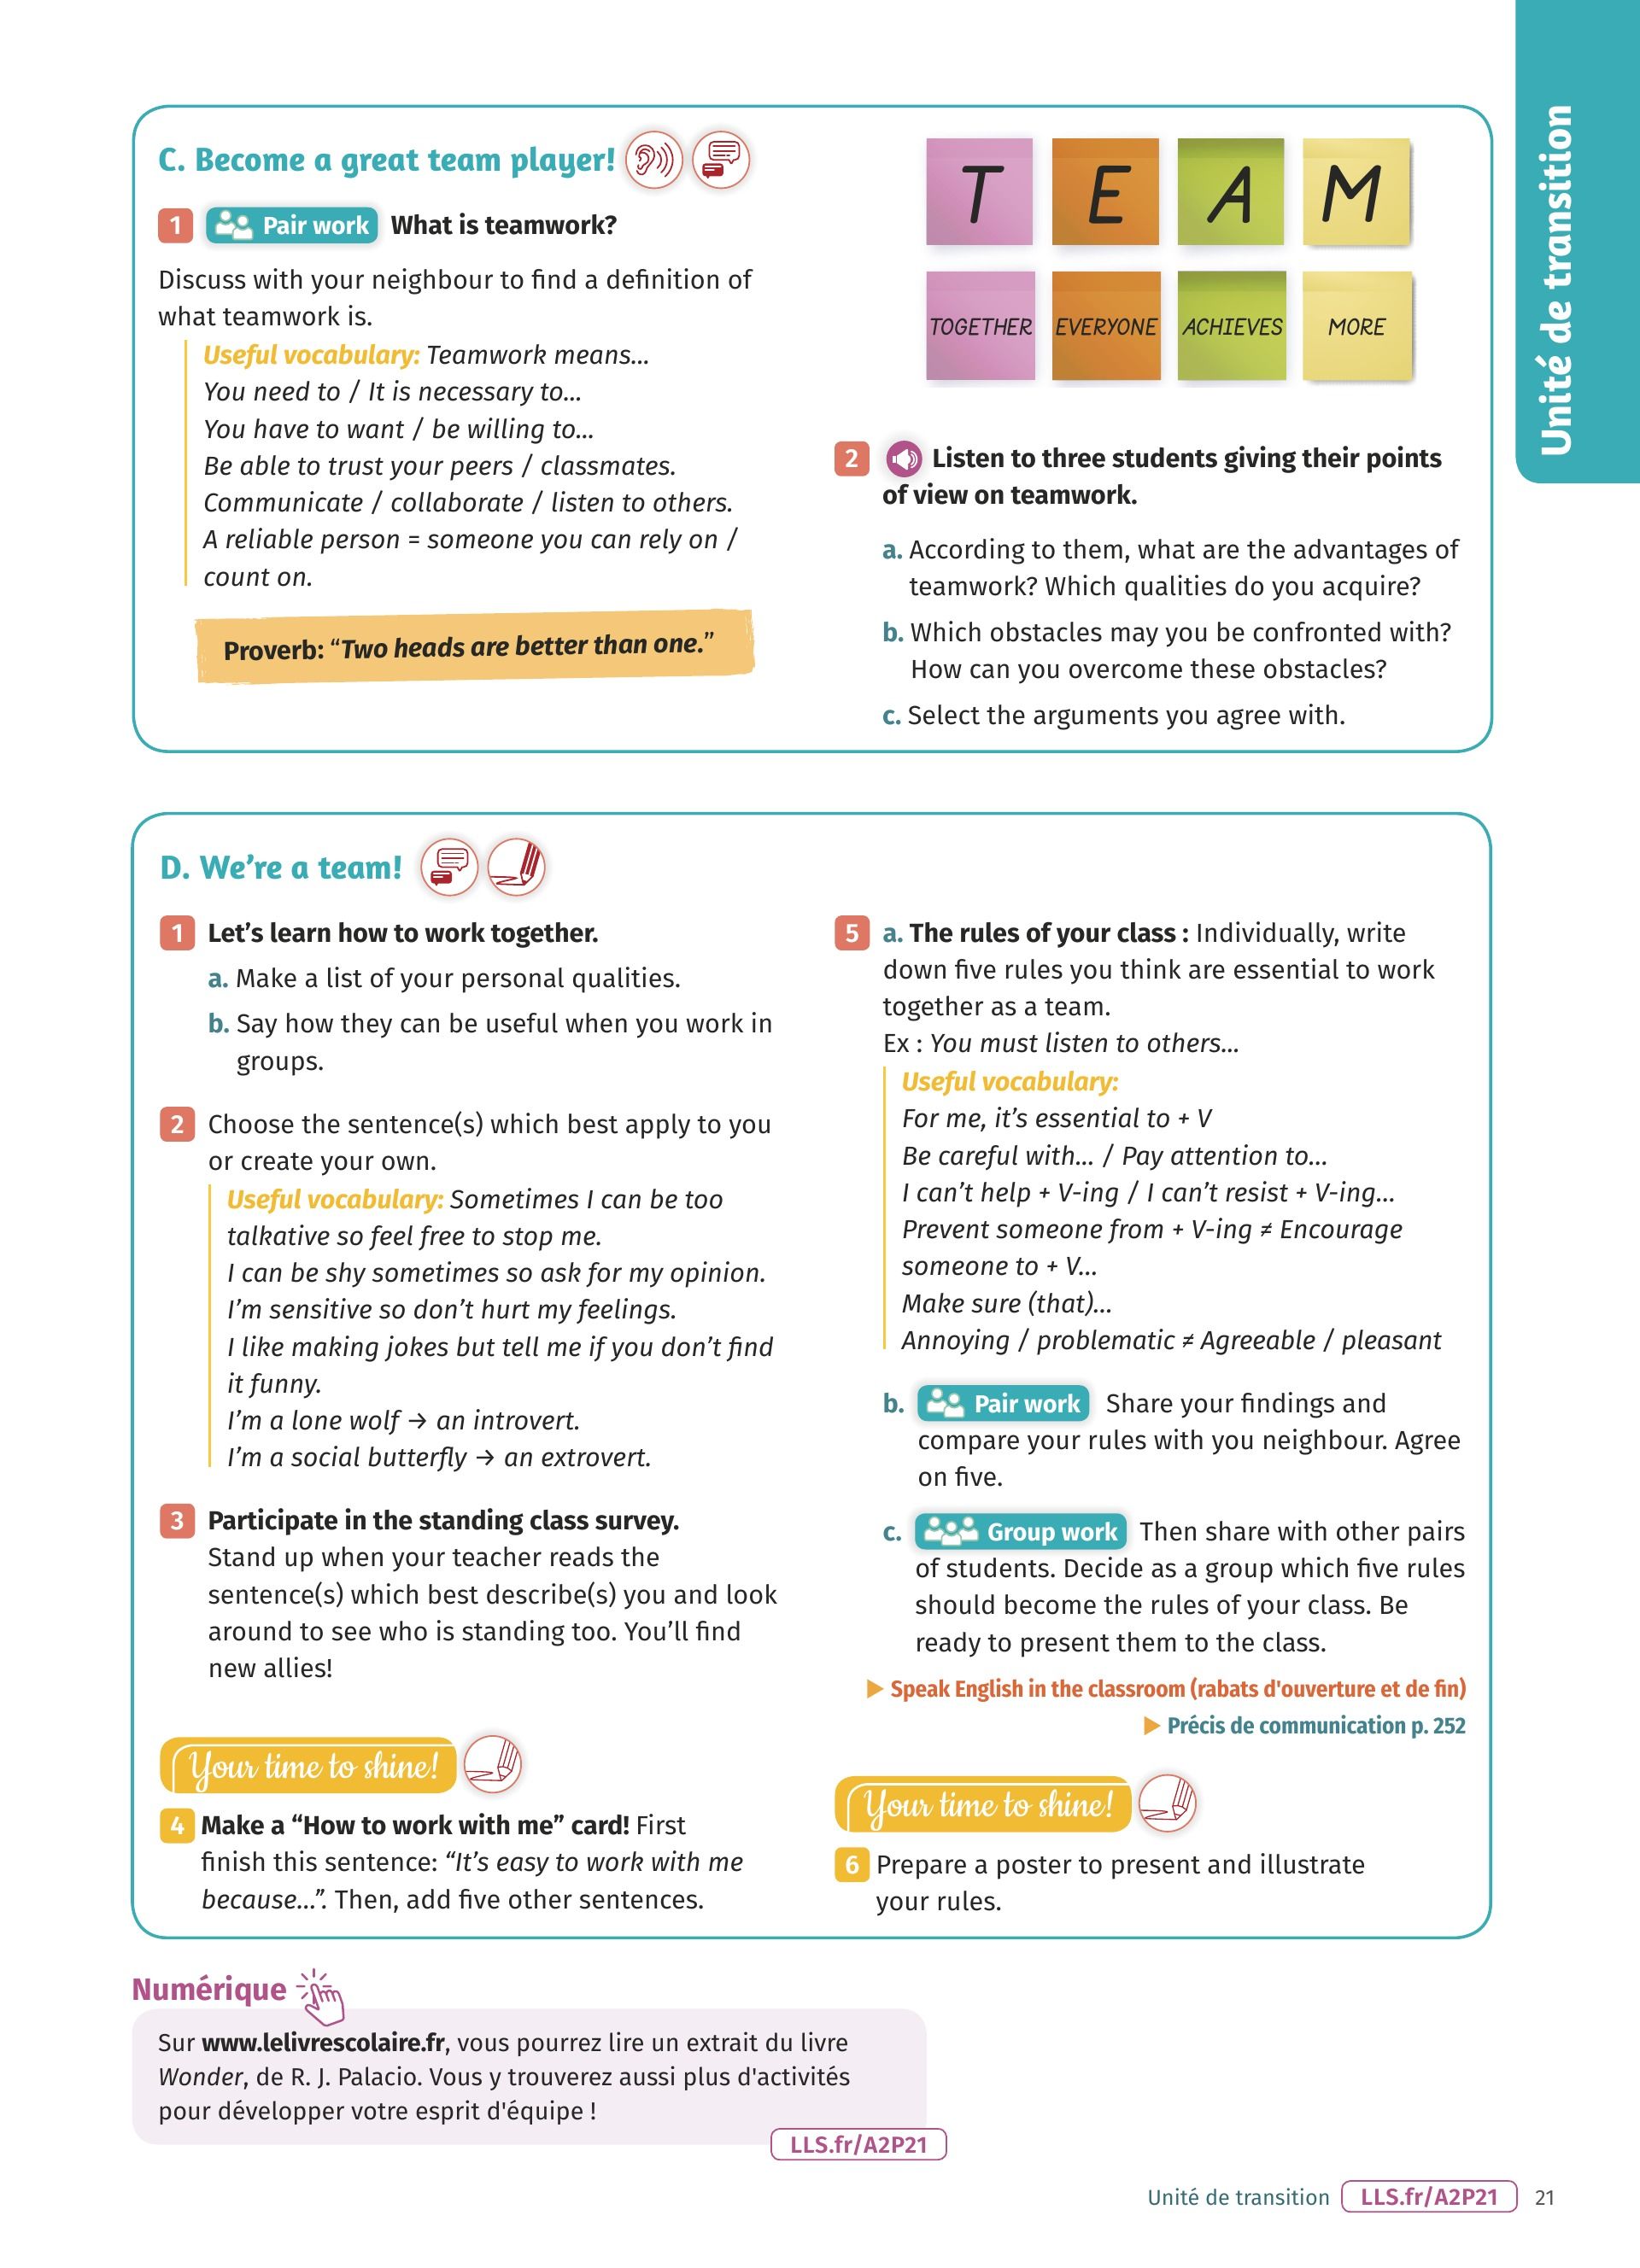 Unité de transition
C. Become a great team player!
1 Pair work What is teamwork?
Discuss with your neighbour to find a definition of
what teamwork is.
Useful vocabulary: Teamwork means…
You need to / It is necessary to…
You have to want / be willing to…
Be able to trust your peers / classmates.
Communicate / collaborate / listen to others.
A reliable person = someone you can rely on /
count on.
Proverb: “Two heads are better than one.”
T E A M
TOGETHER EVERYONE ACHIEVES MORE
2 Listen to three students giving their points
of view on teamwork.
a. According to them, what are the advantages of
teamwork? Which qualities do you acquire?
b. Which obstacles may you be confronted with?
How can you overcome these obstacles?
c. Select the arguments you agree with.
D. We’re a team!
1 Let’s learn how to work together.
a. Make a list of your personal qualities.
b. Say how they can be useful when you work in
groups.
2 Choose the sentence(s) which best apply to you
or create your own.
Useful vocabulary: Sometimes I can be too
talkative so feel free to stop me.
I can be shy sometimes so ask for my opinion.
I’m sensitive so don’t hurt my feelings.
I like making jokes but tell me if you don’t find
it funny.
I’m a lone wolf → an introvert.
I’m a social butterfly → an extrovert.
3 Participate in the standing class survey.
Stand up when your teacher reads the
sentence(s) which best describe(s) you and look
around to see who is standing too. You’ll find
new allies!
Your time to shine!
4 Make a “How to work with me” card! First
finish this sentence: “It’s easy to work with me
because…”. Then, add five other sentences.
5 a. The rules of your class : Individually, write
down five rules you think are essential to work
together as a team.
Ex : You must listen to others…
Useful vocabulary:
For me, it’s essential to + V
Be careful with… / Pay attention to…
I can’t help + V-ing / I can’t resist + V-ing…
Prevent someone from + V-ing ≠ Encourage
someone to + V…
Make sure (that)…
Annoying / problematic ≠ Agreeable / pleasant
b. Pair work Share your findings and
compare your rules with you neighbour. Agree
on five.
c. Group work Then share with other pairs
of students. Decide as a group which five rules
should become the rules of your class. Be
ready to present them to the class.
▶ Speak English in the classroom (rabats d'ouverture et de fin)
▶ Précis de communication p. 252
Your time to shine!
6 Prepare a poster to present and illustrate
your rules.
Numérique
Sur www.lelivrescolaire.fr, vous pourrez lire un extrait du livre
Wonder, de R. J. Palacio. Vous y trouverez aussi plus d'activités
pour développer votre esprit d'équipe !
LLS.fr/A2P21
Unité de transition LLS.fr/A2P21 21